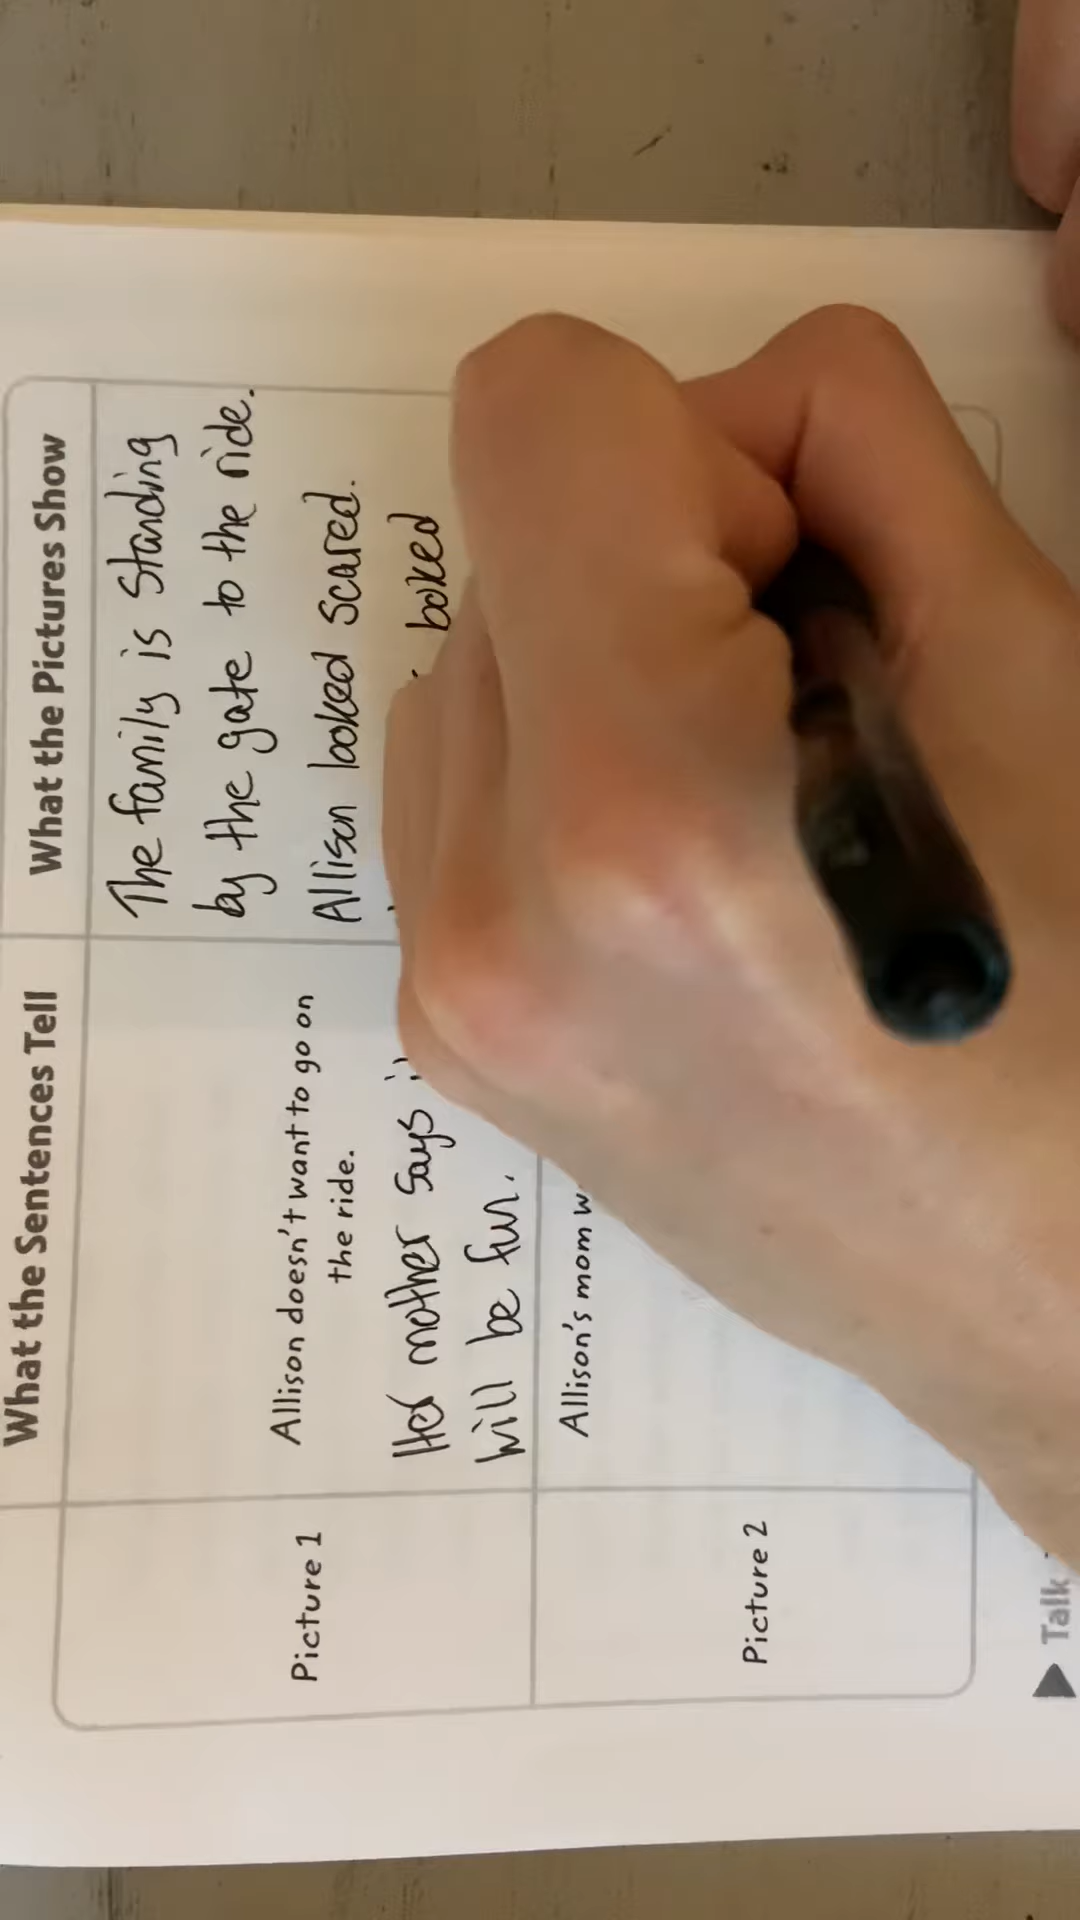 What the Sentences Tell
What the Pictures Show
Picture 1
Allison doesn't want to go on
the ride.
Her mother says
will be fun.
The family is Standing
by the gate to the ride.
Allison looked scared.
Picture 2
Allison's mom
Talk